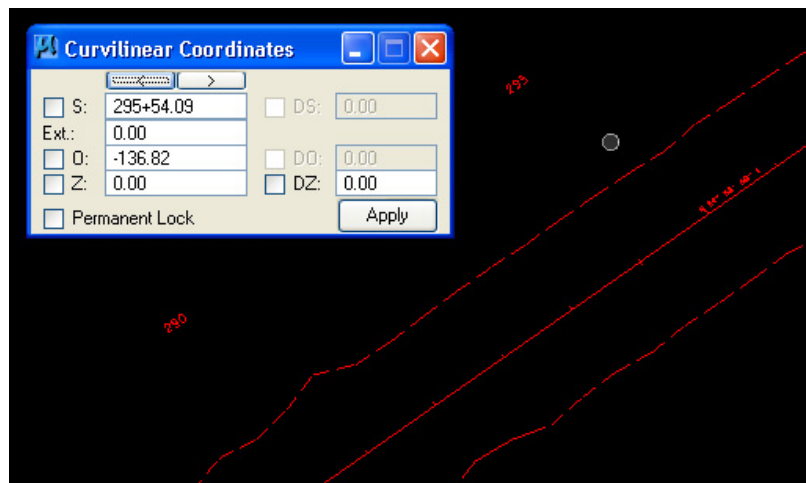 Curvilinear Coordinates
< >
S: 295+54.09 DS: 0.00
Ext.: 0.00
O: -136.82 DO: 0.00
Z: 0.00 DZ: 0.00
Permanent Lock Apply
295
290